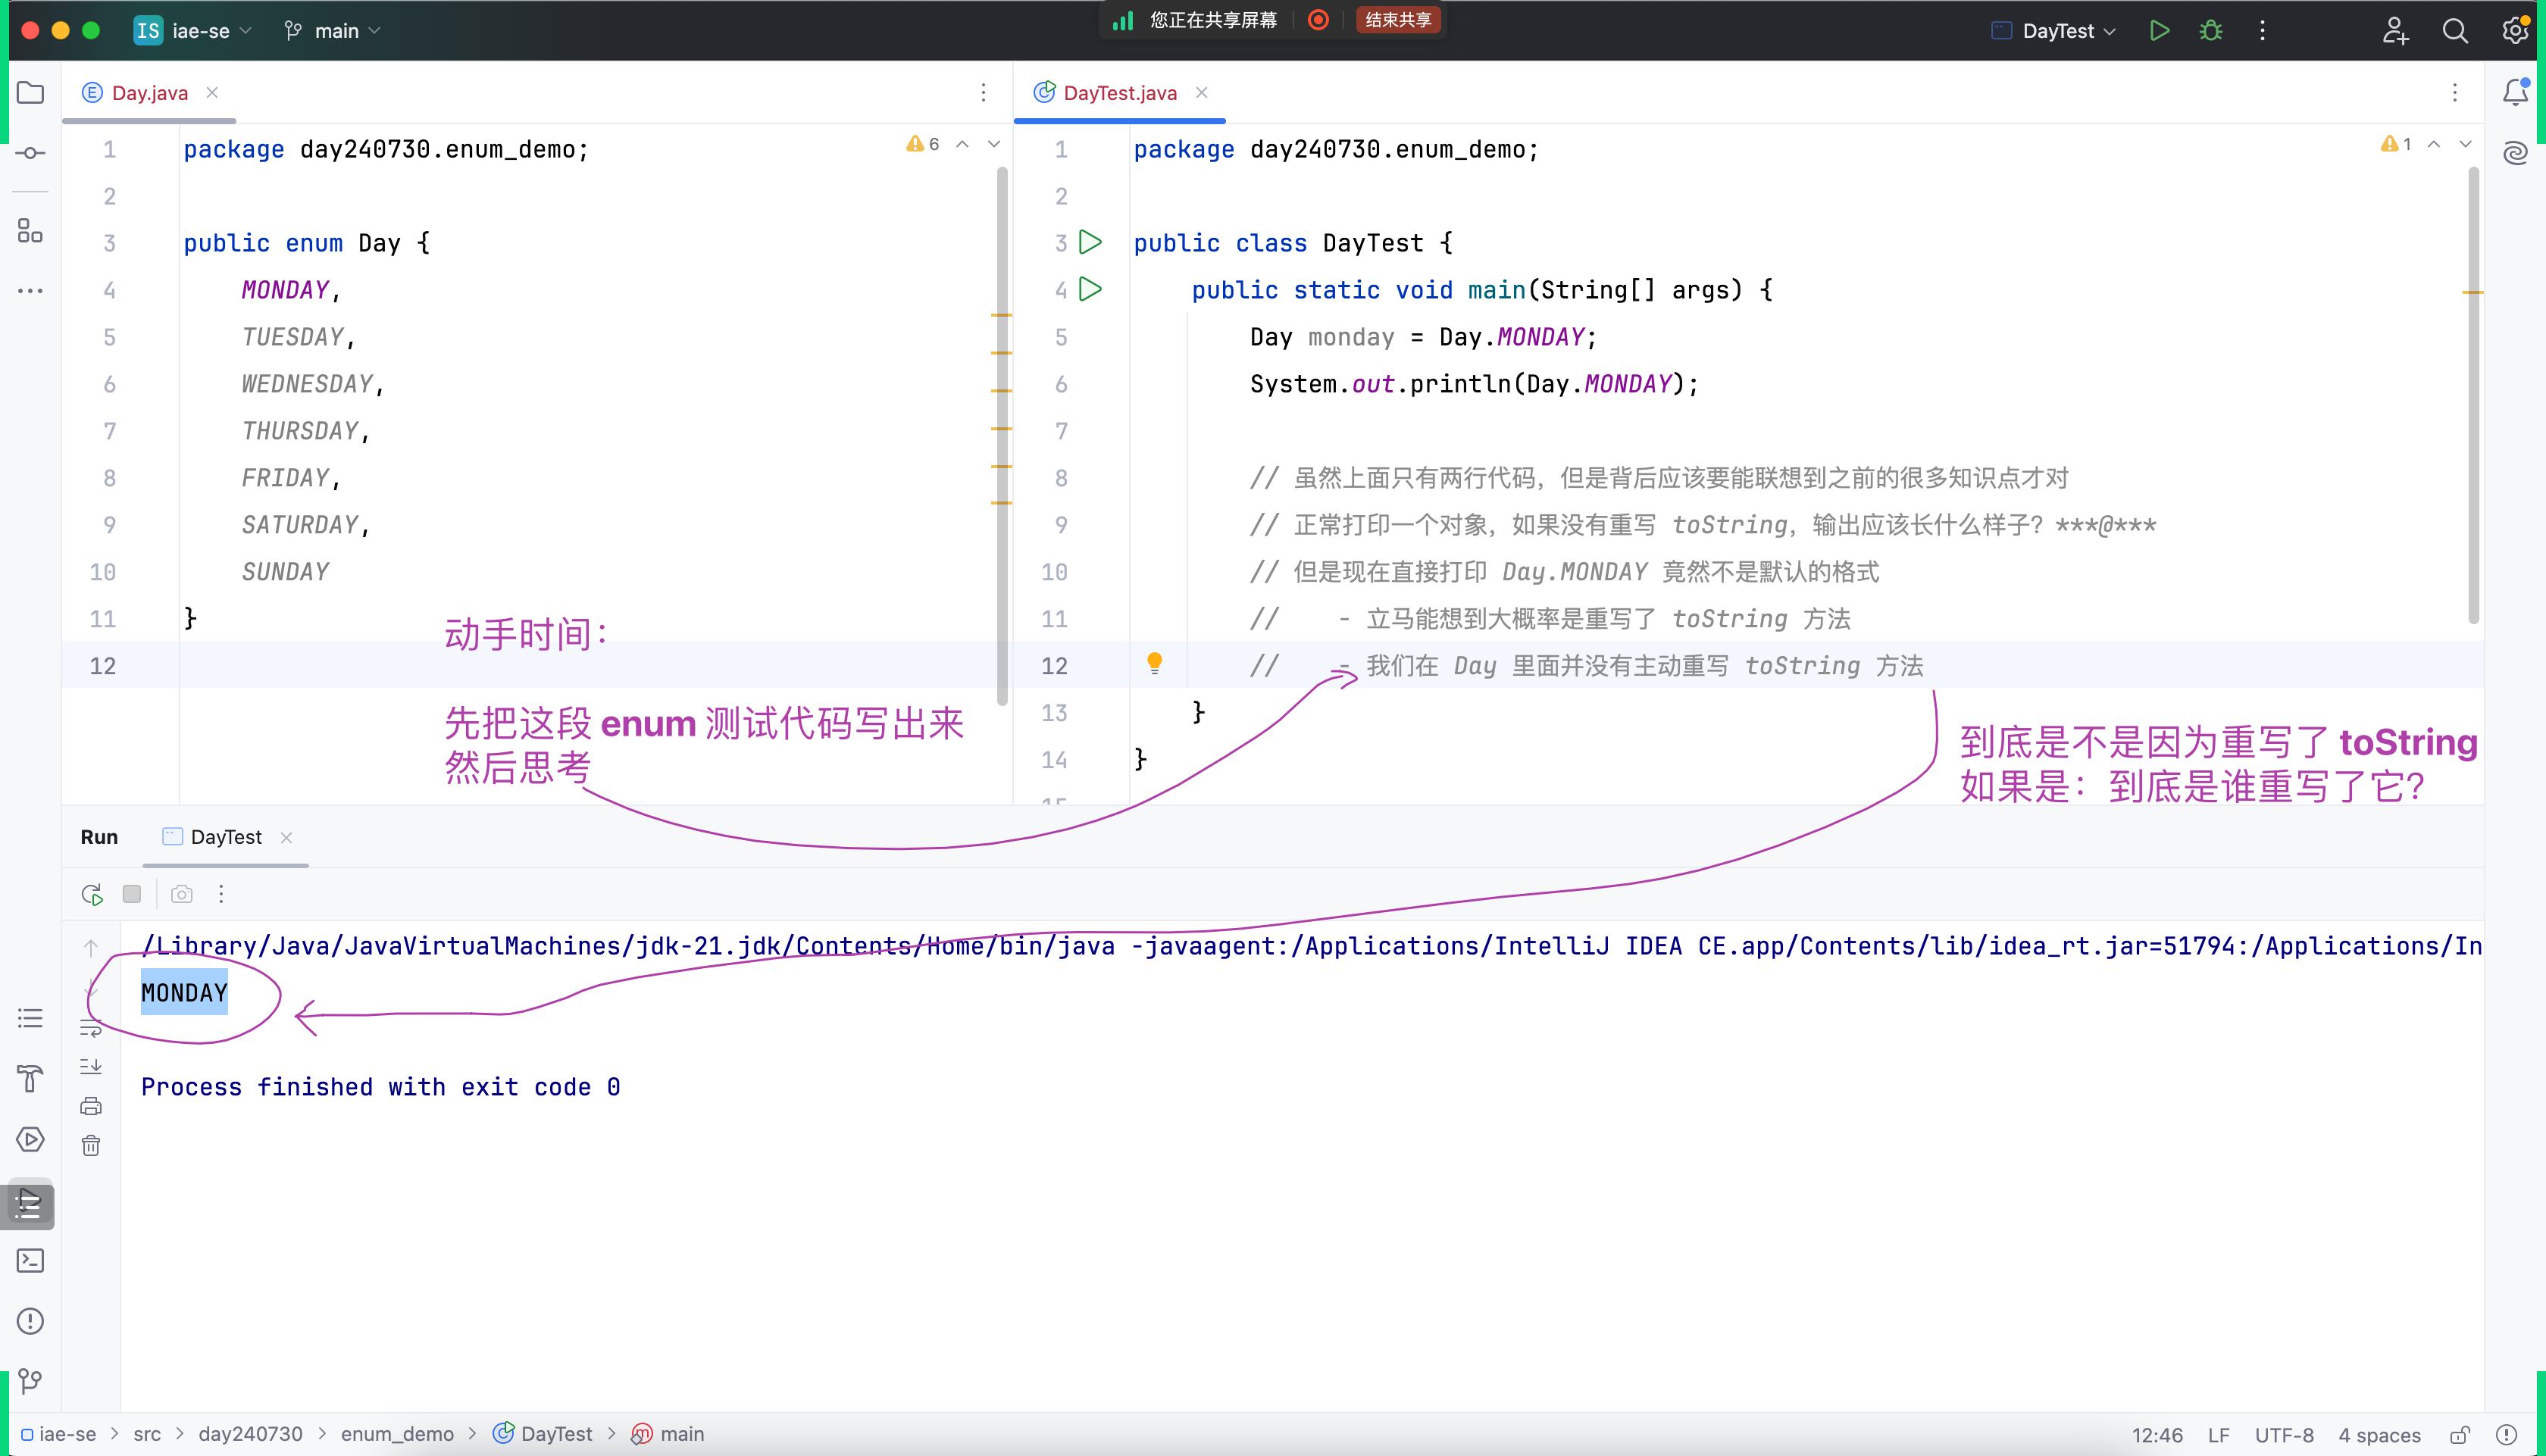 IS iae-se main
您正在共享屏幕 结束共享
DayTest
Day.java
DayTest.java
6
1 package day240730.enum_demo;
2
3 public enum Day {
4 MONDAY,
5 TUESDAY,
6 WEDNESDAY,
7 THURSDAY,
8 FRIDAY,
9 SATURDAY,
10 SUNDAY
11 }
12
动手时间：
先把这段 enum 测试代码写出来
然后思考
1
1 package day240730.enum_demo;
2
3 public class DayTest {
4 public static void main(String[] args) {
5 Day monday = Day.MONDAY;
6 System.out.println(Day.MONDAY);
7
8 // 虽然上面只有两行代码，但是背后应该要能联想到之前的很多知识点才对
9 // 正常打印一个对象，如果没有重写 toString，输出应该长什么样子？***@***
10 // 但是现在直接打印 Day.MONDAY 竟然不是默认的格式
11 // - 立马能想到大概率是重写了 toString 方法
12 // - 我们在 Day 里面并没有主动重写 toString 方法
13 }
14 }
15
到底是不是因为重写了 toString
如果是：到底是谁重写了它？
Run DayTest
/Library/Java/JavaVirtualMachines/jdk-21.jdk/Contents/Home/bin/java -javaagent:/Applications/IntelliJ IDEA CE.app/Contents/lib/idea_rt.jar=51794:/Applications/In
MONDAY
Process finished with exit code 0
iae-se > src > day240730 > enum_demo > DayTest > main
12:46 LF UTF-8 4 spaces